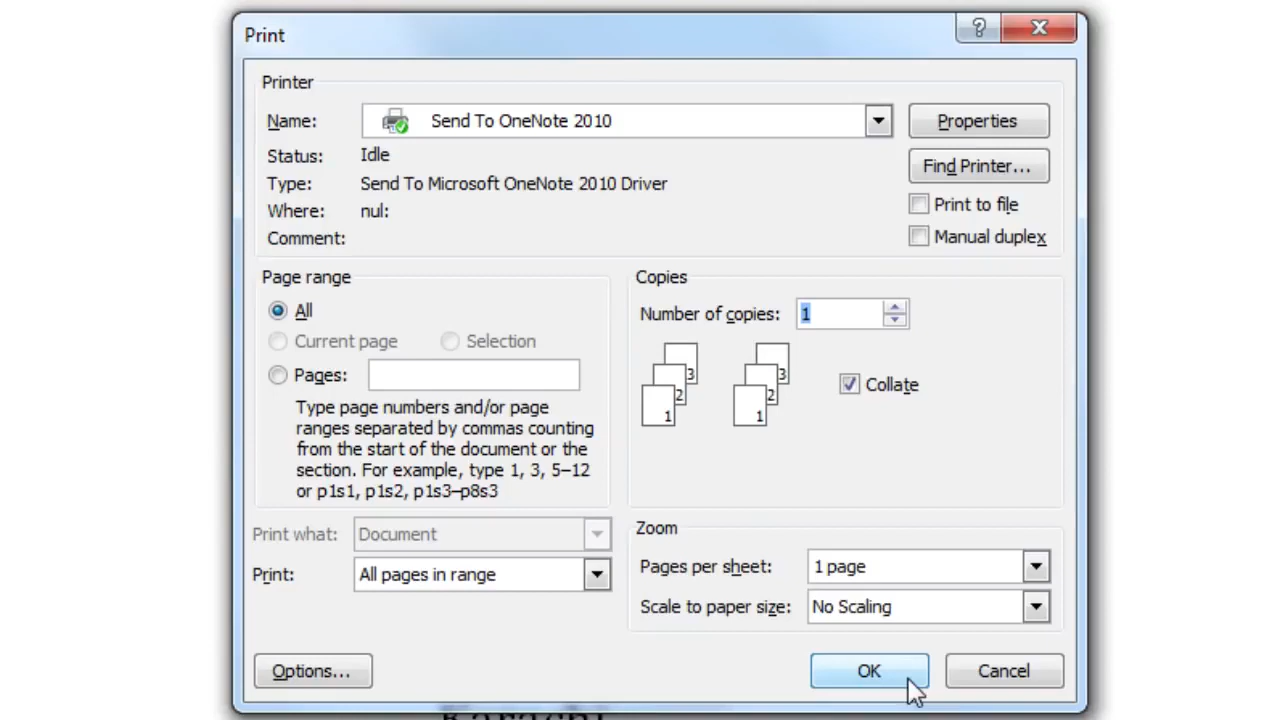 Print
Printer
Name: Send To OneNote 2010 Properties
Status: Idle Find Printer...
Type: Send To Microsoft OneNote 2010 Driver
Print to file
Where: nul:
Manual duplex
Comment:
Page range
All
Current page Selection
Pages:
Type page numbers and/or page
ranges separated by commas counting
from the start of the document or the
section. For example, type 1, 3, 5–12
or p1s1, p1s2, p1s3–p8s3
Copies
Number of copies: 1
3 3
2 2
1 1
Collate
Print what: Document
Print: All pages in range
Zoom
Pages per sheet: 1 page
Scale to paper size: No Scaling
Options... OK Cancel
Karachi